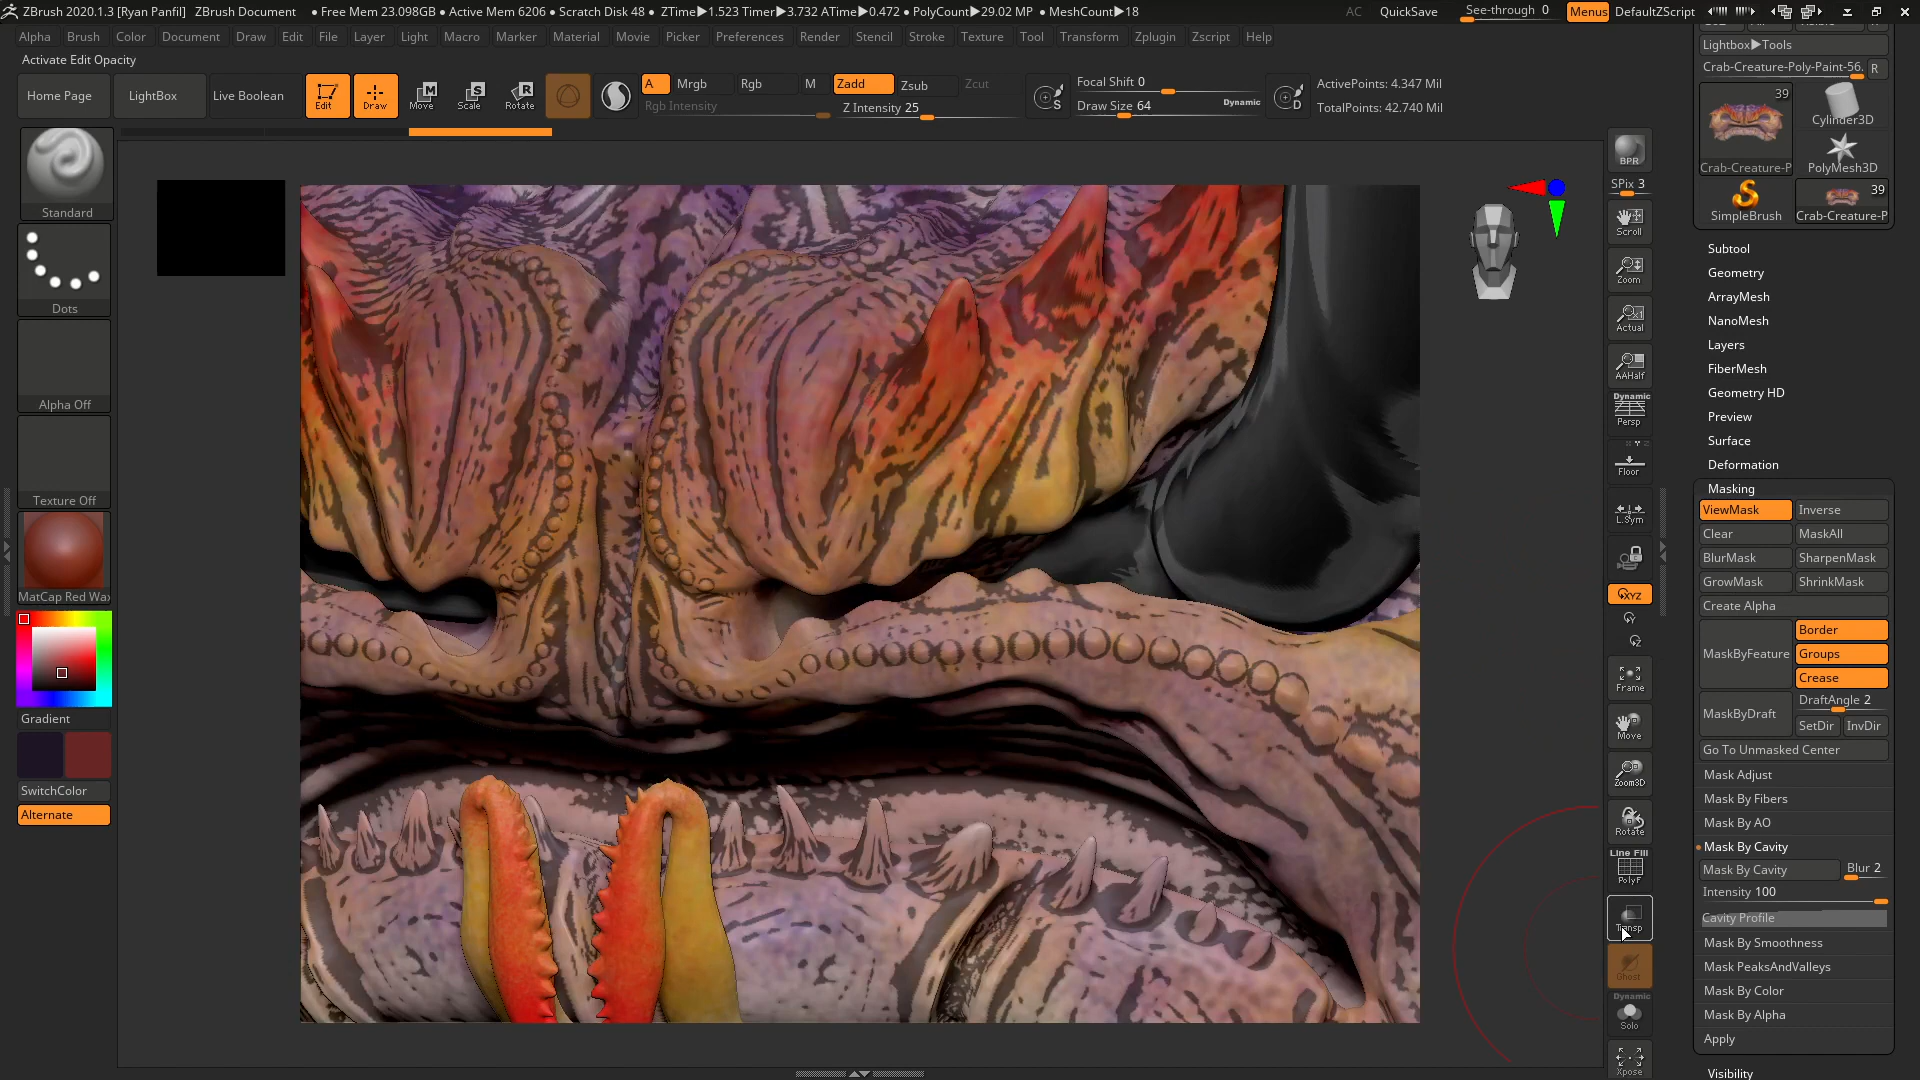 ZBrush 2020.1.3 [Ryan Panfil] ZBrush Document • Free Mem 23.098GB • Active Mem 6206 • Scratch Disk 48 • ZTime▶1.523 Timer▶3.732 ATime▶0.472 • PolyCount▶29.02 MP • MeshCount▶18 AC QuickSave See-through 0 Menus DefaultZScript
Alpha Brush Color Document Draw Edit File Layer Light Macro Marker Material Movie Picker Preferences Render Stencil Stroke Texture Tool Transform Zplugin Zscript Help
Activate Edit Opacity
Home Page LightBox Live Boolean Edit Draw Move Scale Rotate
A Mrgb Rgb M Zadd Zsub Zcut
Rgb Intensity Z Intensity 25
Focal Shift 0
Draw Size 64 Dynamic
ActivePoints: 4.347 Mil
TotalPoints: 42.740 Mil
Standard
Dots
Alpha Off
Texture Off
MatCap Red Wax
Gradient
SwitchColor
Alternate
BPR
SPix 3
Scroll
Zoom
Actual
AAHalf
Dynamic
Persp
Floor
L.Sym
XYZ
Y
Z
Frame
Move
Zoom3D
Rotate
Line Fill
PolyF
Transp
Ghost
Dynamic
Solo
Xpose
Lightbox▶Tools
Crab-Creature-Poly-Paint-56. R
39
Cylinder3D
Crab-Creature-P PolyMesh3D
39
SimpleBrush Crab-Creature-P
Subtool
Geometry
ArrayMesh
NanoMesh
Layers
FiberMesh
Geometry HD
Preview
Surface
Deformation
Masking
ViewMask Inverse
Clear MaskAll
BlurMask SharpenMask
GrowMask ShrinkMask
Create Alpha
MaskByFeature Border
Groups
Crease
MaskByDraft DraftAngle 2
SetDir InvDir
Go To Unmasked Center
Mask Adjust
Mask By Fibers
Mask By AO
Mask By Cavity
Mask By Cavity Blur 2
Intensity 100
Cavity Profile
Mask By Smoothness
Mask PeaksAndValleys
Mask By Color
Mask By Alpha
Apply
Visibility